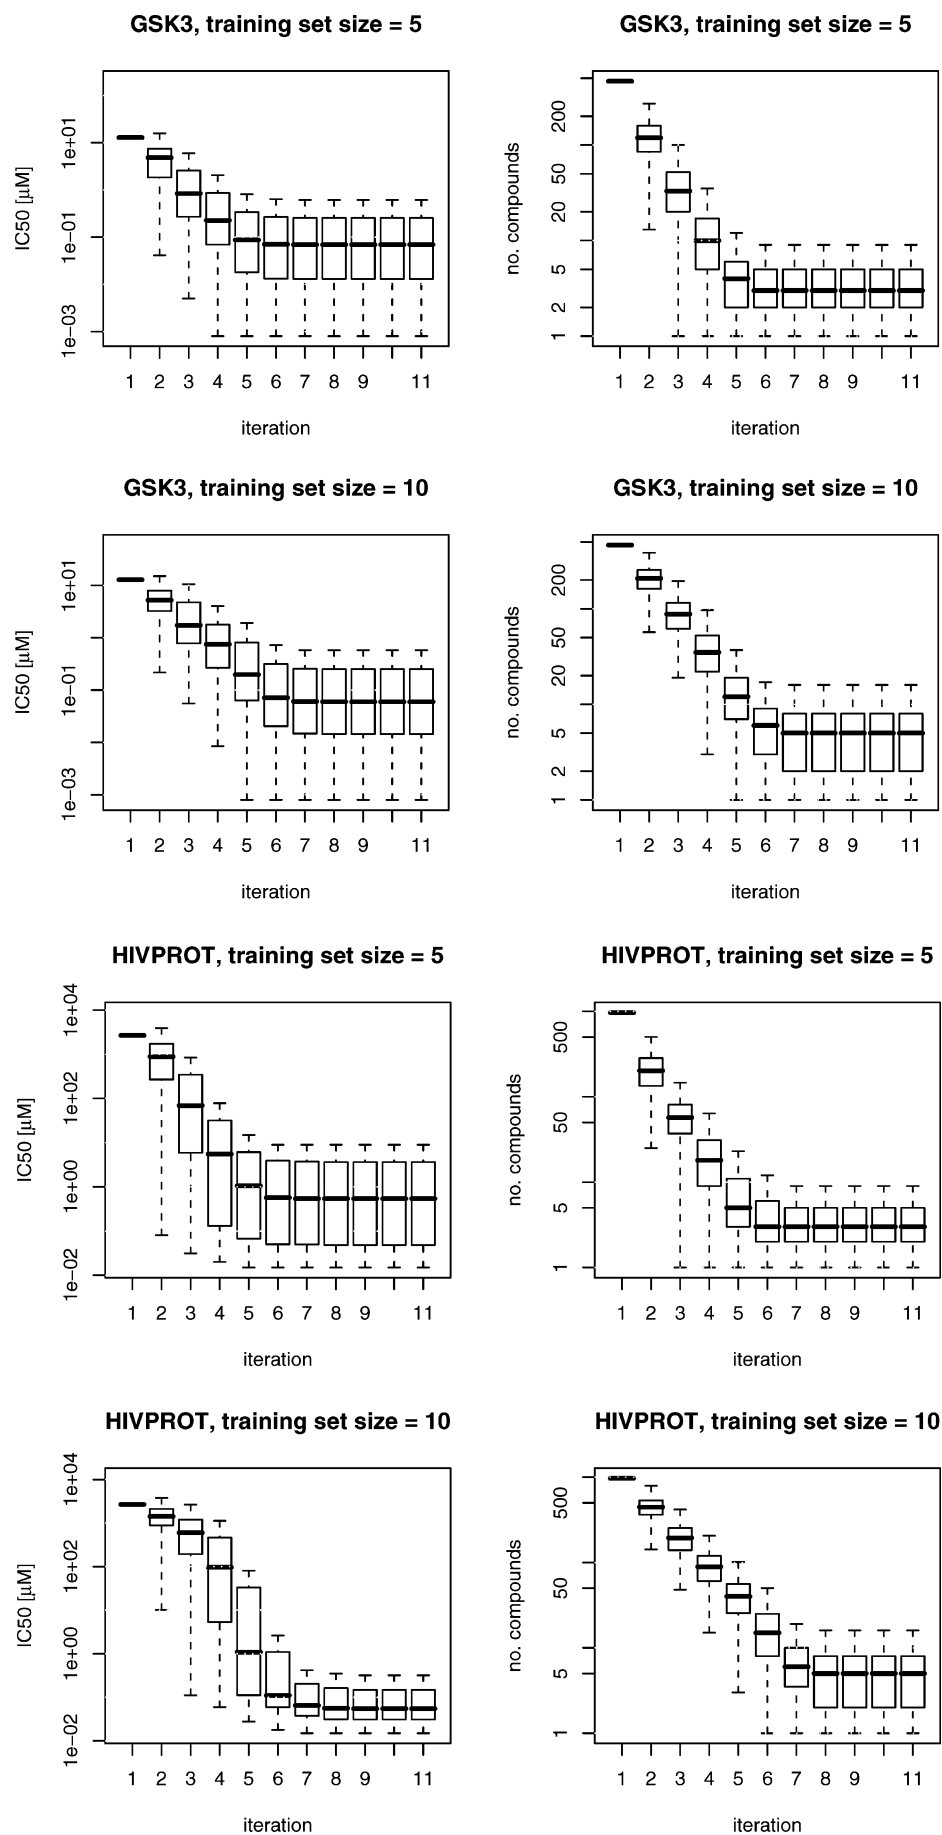 GSK3, training set size = 5
GSK3, training set size = 5
IC50 [μM]
1e−03 1e−01 1e+01
1 2 3 4 5 6 7 8 9 11
iteration
no. compounds
1 2 5 20 50 200
1 2 3 4 5 6 7 8 9 11
iteration
GSK3, training set size = 10
GSK3, training set size = 10
IC50 [μM]
1e−03 1e−01 1e+01
1 2 3 4 5 6 7 8 9 11
iteration
no. compounds
1 2 5 20 50 200
1 2 3 4 5 6 7 8 9 11
iteration
HIVPROT, training set size = 5
HIVPROT, training set size = 5
IC50 [μM]
1e−02 1e+00 1e+02 1e+04
1 2 3 4 5 6 7 8 9 11
iteration
no. compounds
1 5 50 500
1 2 3 4 5 6 7 8 9 11
iteration
HIVPROT, training set size = 10
HIVPROT, training set size = 10
IC50 [μM]
1e−02 1e+00 1e+02 1e+04
1 2 3 4 5 6 7 8 9 11
iteration
no. compounds
1 5 50 500
1 2 3 4 5 6 7 8 9 11
iteration